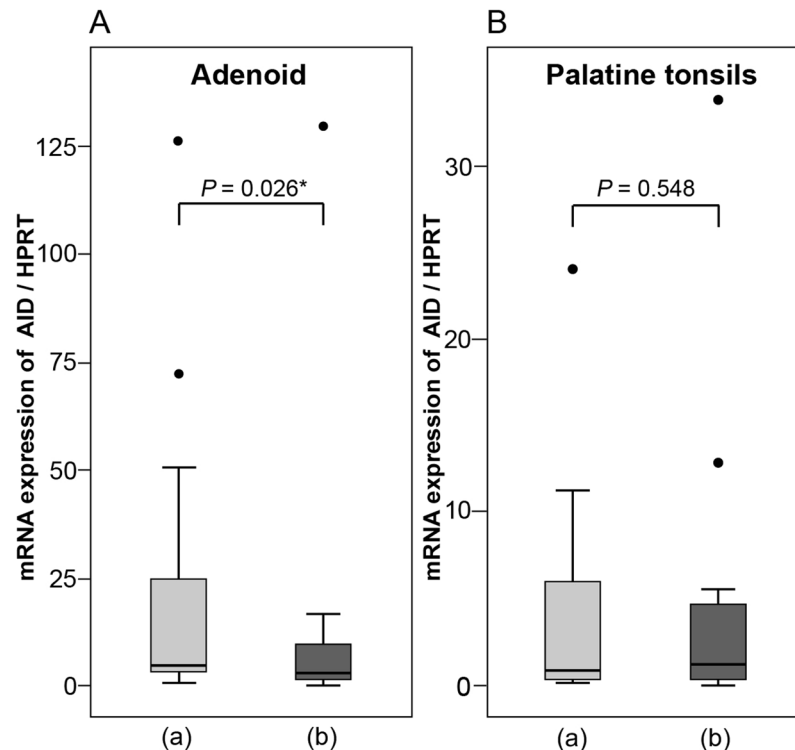 A
Adenoid
mRNA expression of AID / HPRT
125
100
75
50
25
0
P = 0.026*
(a)
(b)
B
Palatine tonsils
mRNA expression of AID / HPRT
30
20
10
0
P = 0.548
(a)
(b)